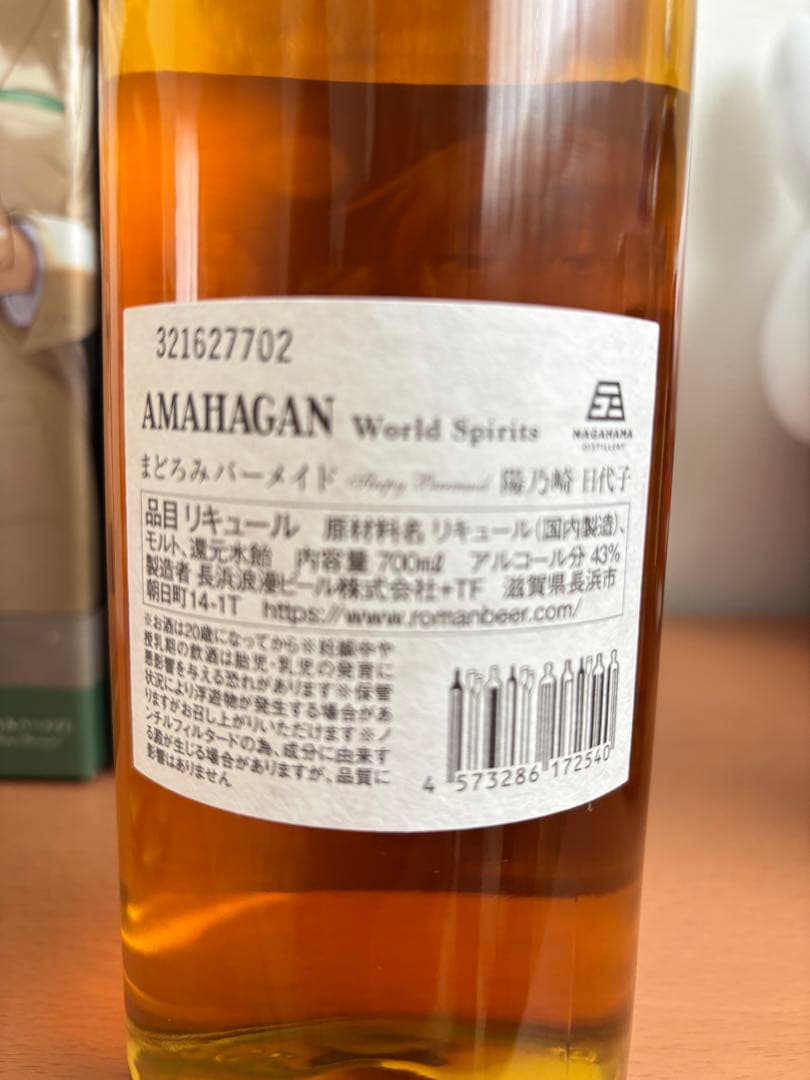 321627702
AMAHAGAN World Spirits
NAGAHAMA
DISTILLERY
まどろみバーメイド Sleepy Barmaid 陽乃崎 日代子
品目 リキュール 原材料名 リキュール(国内製造)、
モルト、還元水飴 内容量 700mℓ アルコール分 43%
製造者 長浜浪漫ビール株式会社+TF 滋賀県長浜市
朝日町14-1T https://www.romanbeer.com/
※お酒は20歳になってから※妊娠中や
授乳期の飲酒は胎児・乳児の発育に
悪影響を与える恐れがあります※保管
状況により浮遊物が発生する場合があ
りますがお召し上がりいただけます※ノ
ンチルフィルタードの為、成分に由来す
る澱が生じる場合がありますが、品質に
影響はありません
4 573286 172540